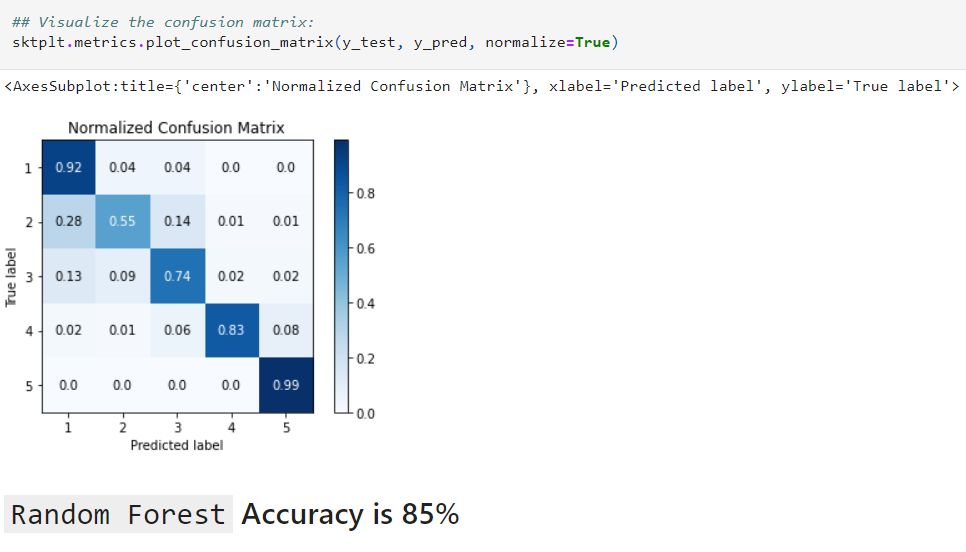 ## Visualize the confusion matrix:
sktplt.metrics.plot_confusion_matrix(y_test, y_pred, normalize=True)
<AxesSubplot:title={'center':'Normalized Confusion Matrix'}, xlabel='Predicted label', ylabel='True label'>
Normalized Confusion Matrix
1 0.92 0.04 0.04 0.0 0.0
0.8
2 0.28 0.55 0.14 0.01 0.01
0.6
True label
3 0.13 0.09 0.74 0.02 0.02
0.4
4 0.02 0.01 0.06 0.83 0.08
0.2
5 0.0 0.0 0.0 0.0 0.99
0.0
1 2 3 4 5
Predicted label
Random Forest Accuracy is 85%